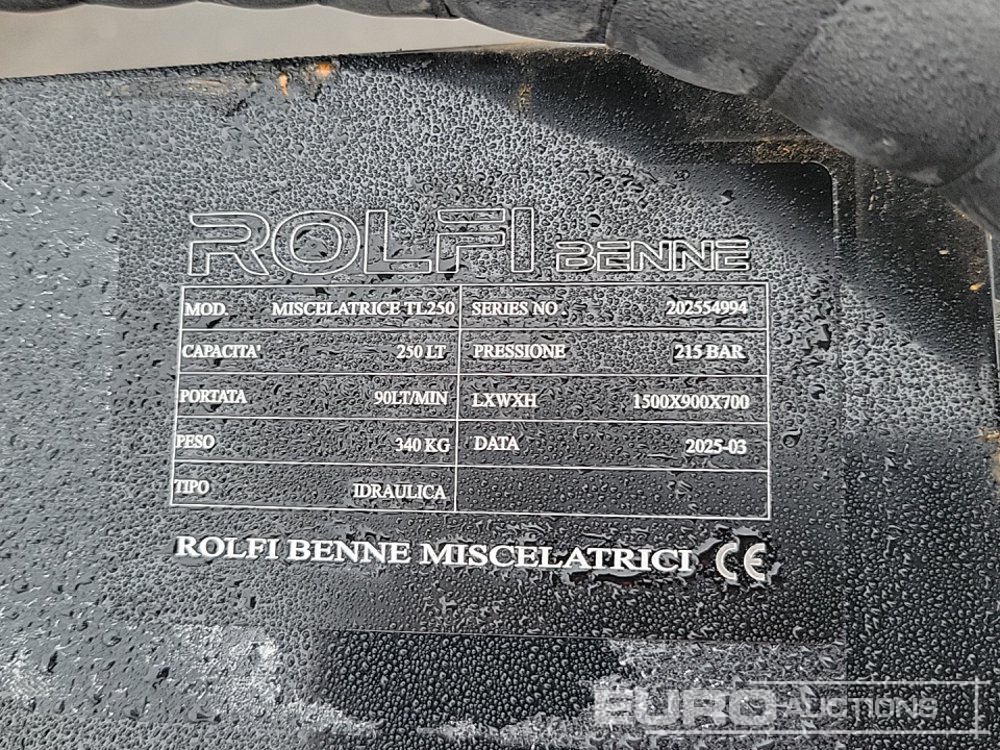 ROLFI BENNE
MOD. MISCELATRICE TL250 SERIES NO. 202554994
CAPACITA' 250 LT PRESSIONE 215 BAR
PORTATA 90LT/MIN LXWXH 1500X900X700
PESO 340 KG DATA 2025-03
TIPO IDRAULICA
ROLFI BENNE MISCELATRICI CE
EURO AUCTIONS